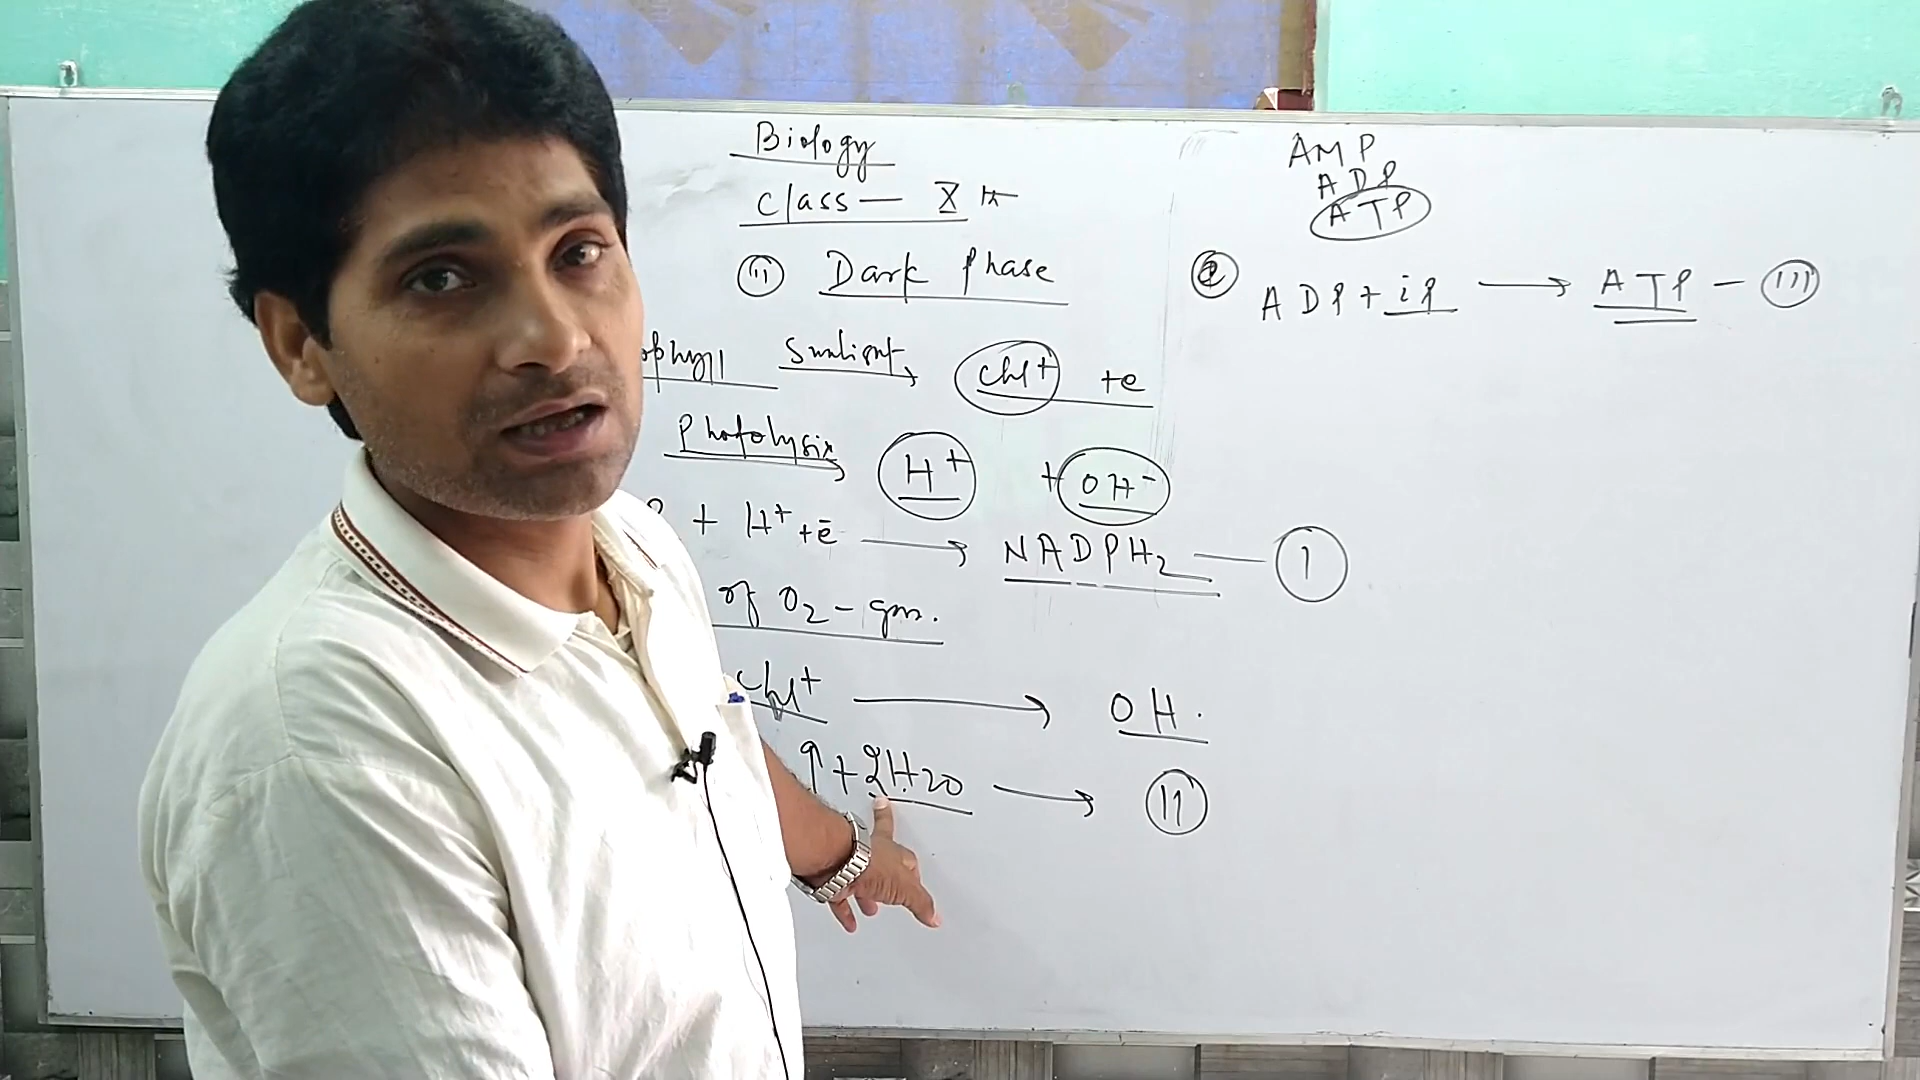 Biology
class — X th
(ii) Dark Phase
ophyll Sunlight → Chl+ +e
Photolysis → H+ + OH-
P + H+ +ē → NADPH2 — (I)
of O2 - gas.
Chl+ → OH.
↑ + 2H2O → (II)
AMP
ADP
ATP
ADP + iP → ATP — (III)